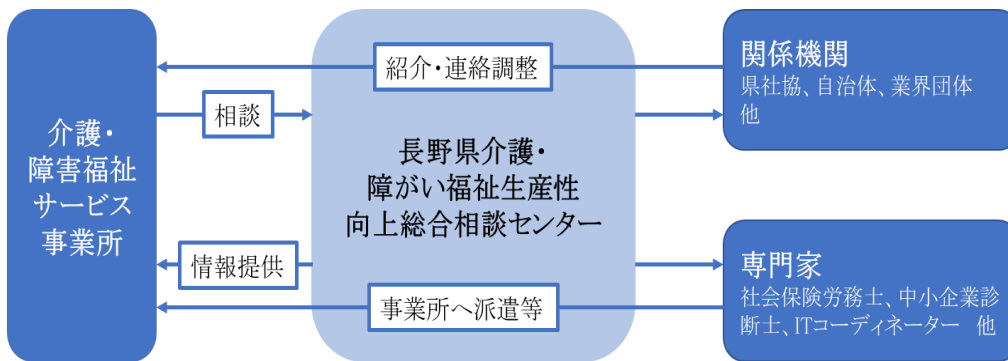 介護・
障害福祉
サービス
事業所
紹介・連絡調整
相談
長野県介護・
障がい福祉生産性
向上総合相談センター
情報提供
事業所へ派遣等
関係機関
県社協、自治体、業界団体
他
専門家
社会保険労務士、中小企業診
断士、ITコーディネーター　他